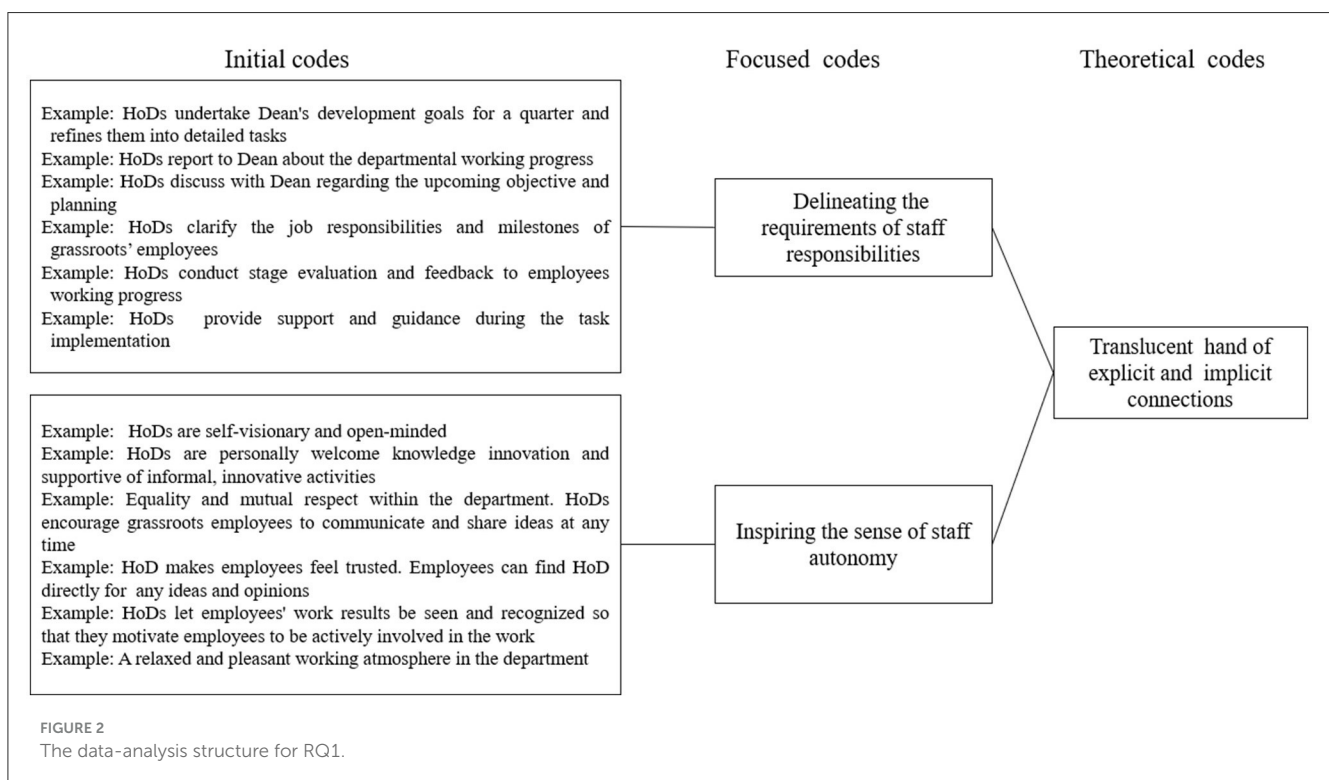 Initial codes
Focused codes
Theoretical codes
Example: HoDs undertake Dean's development goals for a quarter and
refines them into detailed tasks
Example: HoDs report to Dean about the departmental working progress
Example: HoDs discuss with Dean regarding the upcoming objective and
planning
Example: HoDs clarify the job responsibilities and milestones of
grassroots' employees
Example: HoDs conduct stage evaluation and feedback to employees
working progress
Example: HoDs provide support and guidance during the task
implementation
Delineating the
requirements of staff
responsibilities
Translucent hand of
explicit and implicit
connections
Example: HoDs are self-visionary and open-minded
Example: HoDs are personally welcome knowledge innovation and
supportive of informal, innovative activities
Example: Equality and mutual respect within the department. HoDs
encourage grassroots employees to communicate and share ideas at any
time
Example: HoD makes employees feel trusted. Employees can find HoD
directly for any ideas and opinions
Example: HoDs let employees' work results be seen and recognized so
that they motivate employees to be actively involved in the work
Example: A relaxed and pleasant working atmosphere in the department
Inspiring the sense of staff
autonomy
FIGURE 2
The data-analysis structure for RQ1.